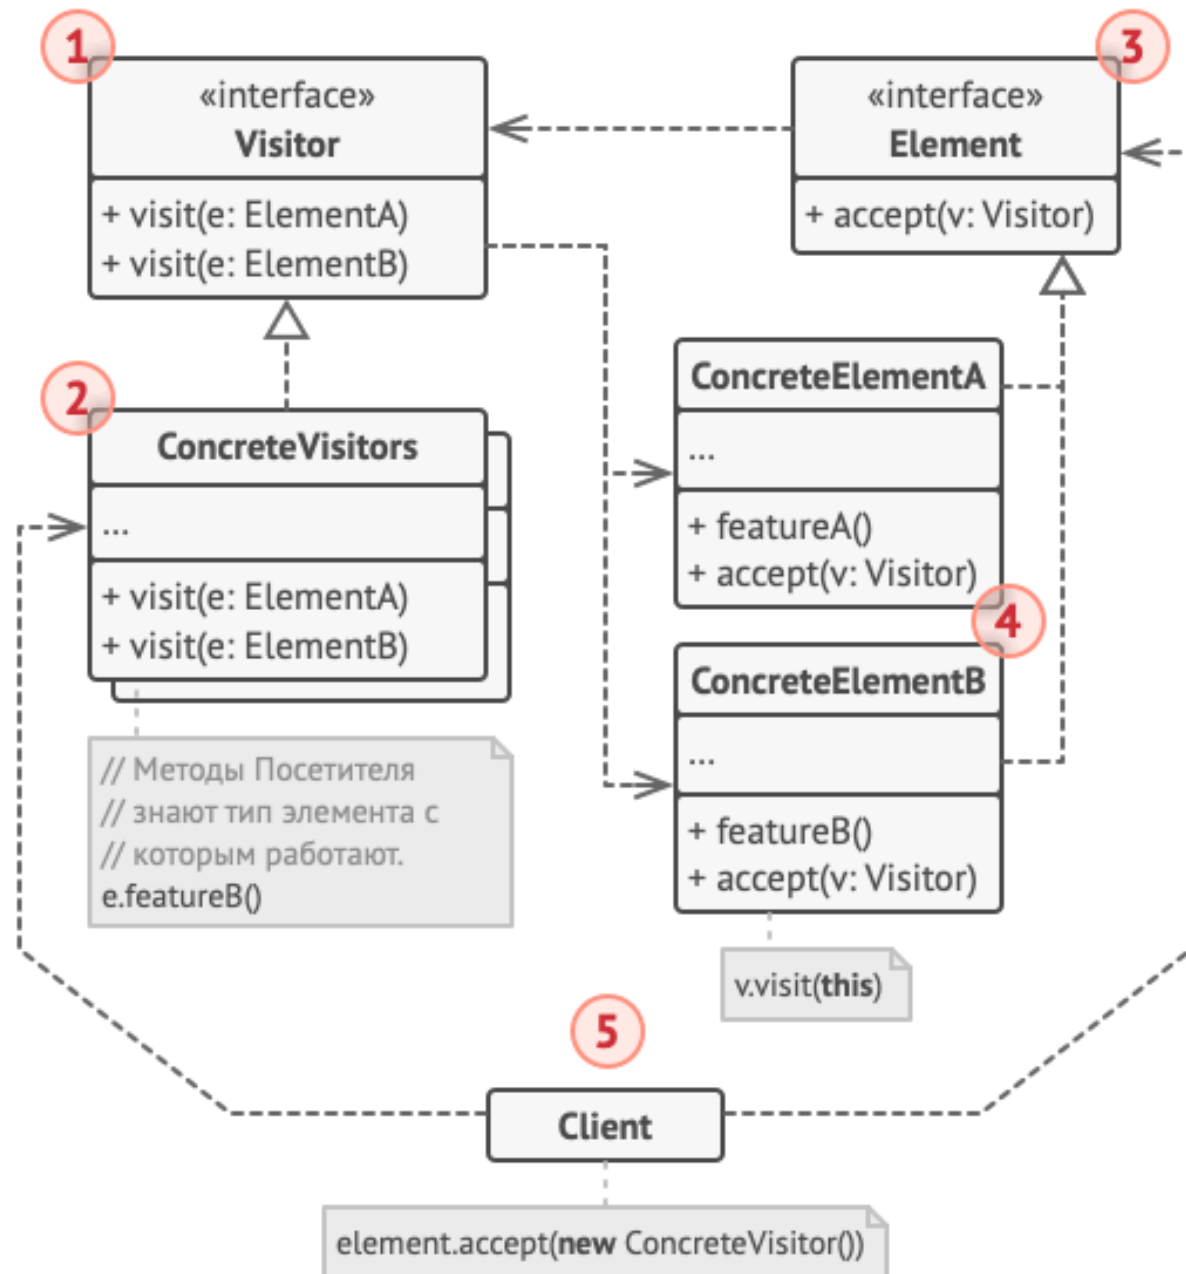 1
«interface»
Visitor
+ visit(e: ElementA)
+ visit(e: ElementB)
3
«interface»
Element
+ accept(v: Visitor)
2
ConcreteVisitors
...
+ visit(e: ElementA)
+ visit(e: ElementB)
// Методы Посетителя
// знают тип элемента с
// которым работают.
e.featureB()
ConcreteElementA
...
+ featureA()
+ accept(v: Visitor)
4
ConcreteElementB
...
+ featureB()
+ accept(v: Visitor)
v.visit(this)
5
Client
element.accept(new ConcreteVisitor())